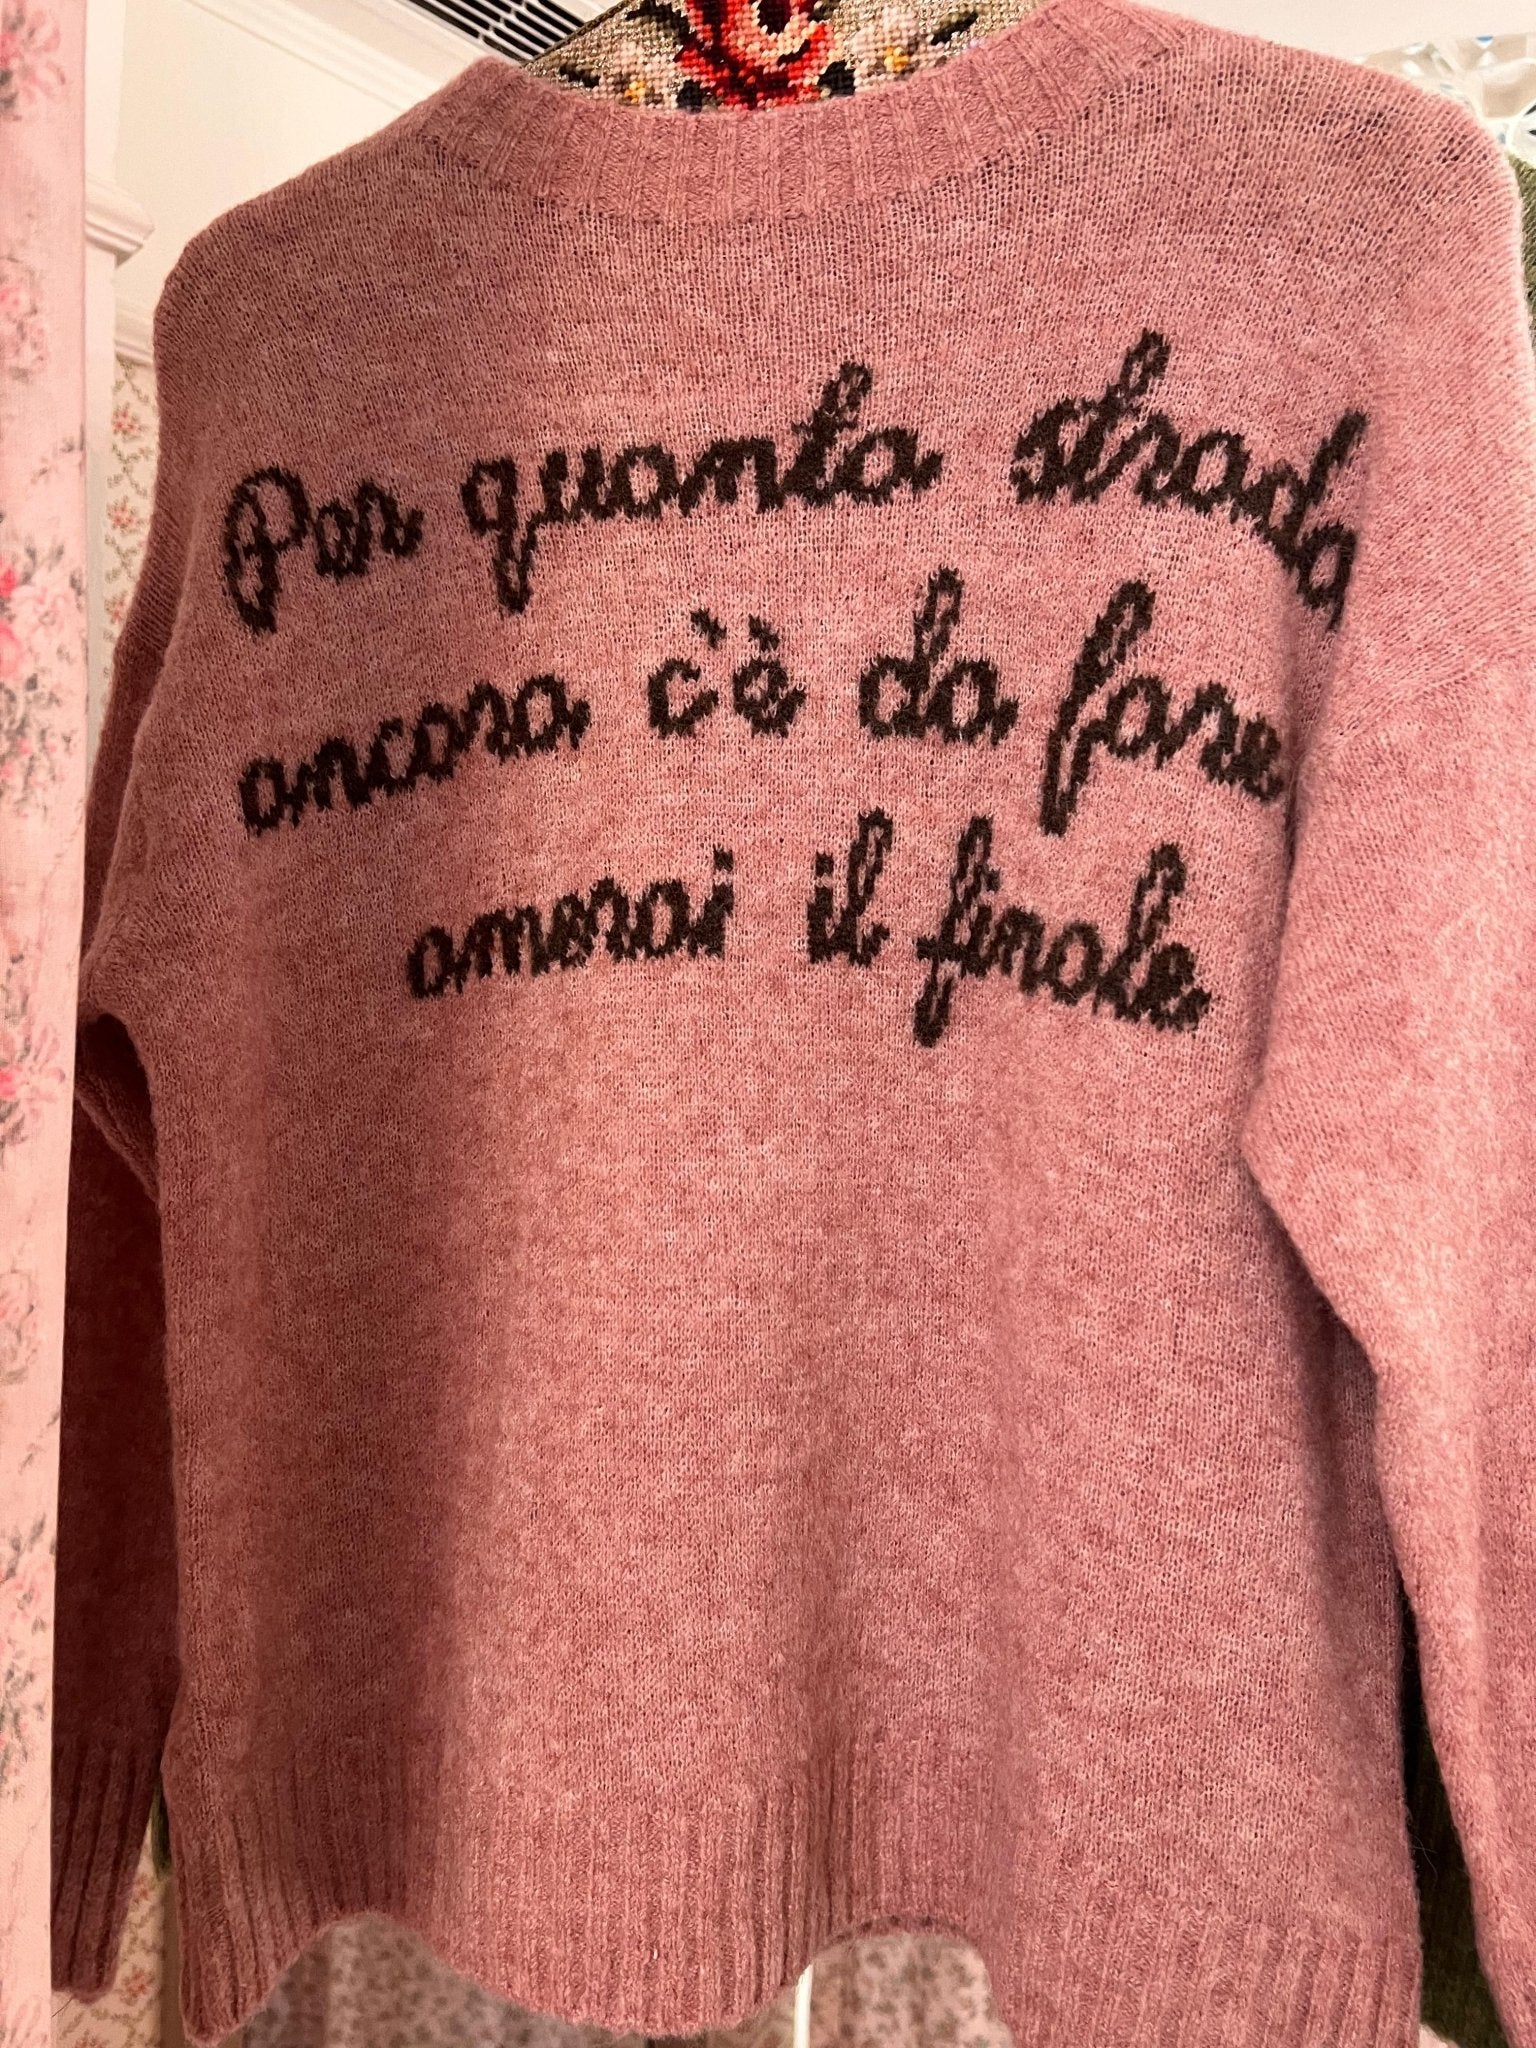 Per quanta strada
ancora c'è da fare
amerai il finale